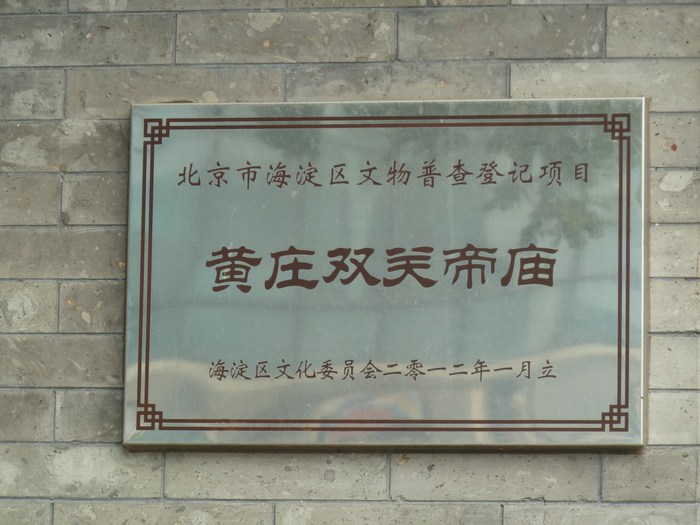 北京市海淀区文物普查登记项目
黄庄双关帝庙
海淀区文化委员会二零一二年一月立